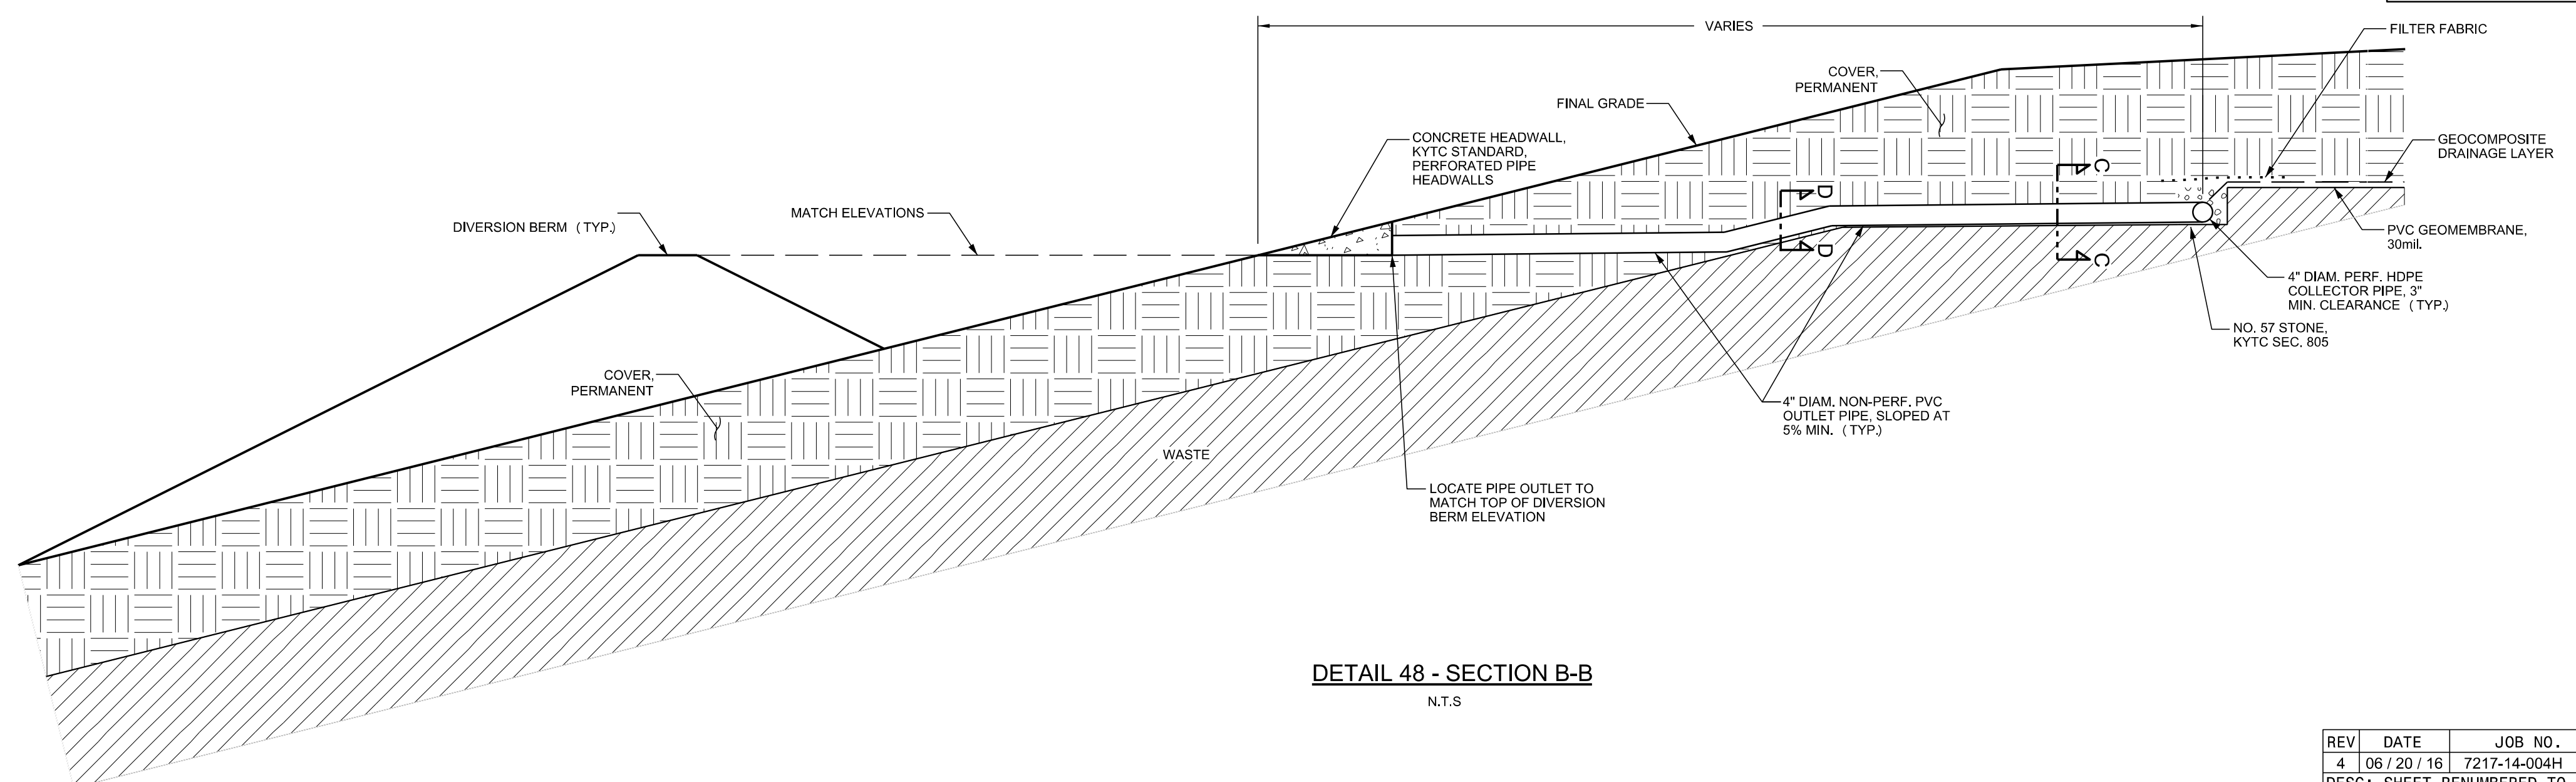 VARIES
FILTER FABRIC
COVER,
PERMANENT
FINAL GRADE
CONCRETE HEADWALL,
KYTC STANDARD,
PERFORATED PIPE
HEADWALLS
GEOCOMPOSITE
DRAINAGE LAYER
C
D
DIVERSION BERM (TYP.)
MATCH ELEVATIONS
PVC GEOMEMBRANE,
30mil.
D
C
4" DIAM. PERF. HDPE
COLLECTOR PIPE, 3"
MIN. CLEARANCE (TYP.)
NO. 57 STONE,
KYTC SEC. 805
COVER,
PERMANENT
4" DIAM. NON-PERF. PVC
OUTLET PIPE, SLOPED AT
5% MIN. (TYP.)
WASTE
LOCATE PIPE OUTLET TO
MATCH TOP OF DIVERSION
BERM ELEVATION
DETAIL 48 - SECTION B-B
N.T.S
REV DATE JOB NO.
4 06 / 20 / 16 7217-14-004H
DESC: SHEET RENUMBERED TO